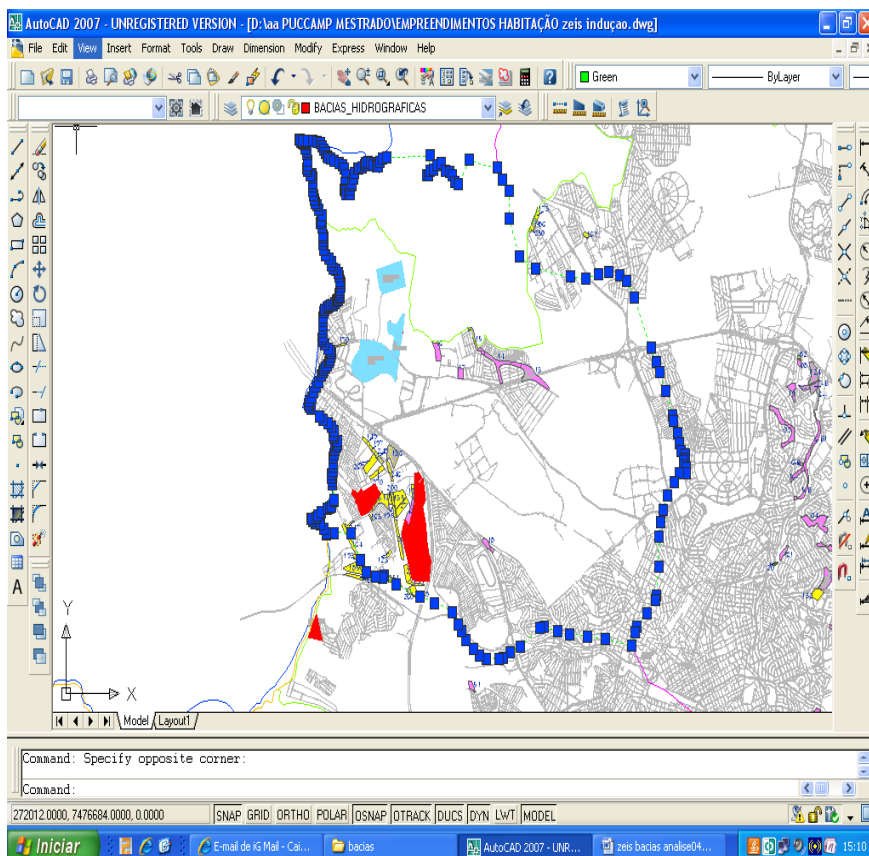 AutoCAD 2007 - UNREGISTERED VERSION - [D:\aa PUCCAMP MESTRADO\EMPREENDIMENTOS HABITAÇÃO zeis induçao.dwg]
File Edit View Insert Format Tools Draw Dimension Modify Express Window Help
Green ByLayer
BACIAS_HIDROGRAFICAS
Y
X
Model Layout1
Command: Specify opposite corner:
Command:
272012.0000, 7476684.0000, 0.0000 SNAP GRID ORTHO POLAR OSNAP OTRACK DUCS DYN LWT MODEL
Iniciar E-mail de iG Mail - Cai... bacias AutoCAD 2007 - UNR... zeis bacias analise04... 15:10